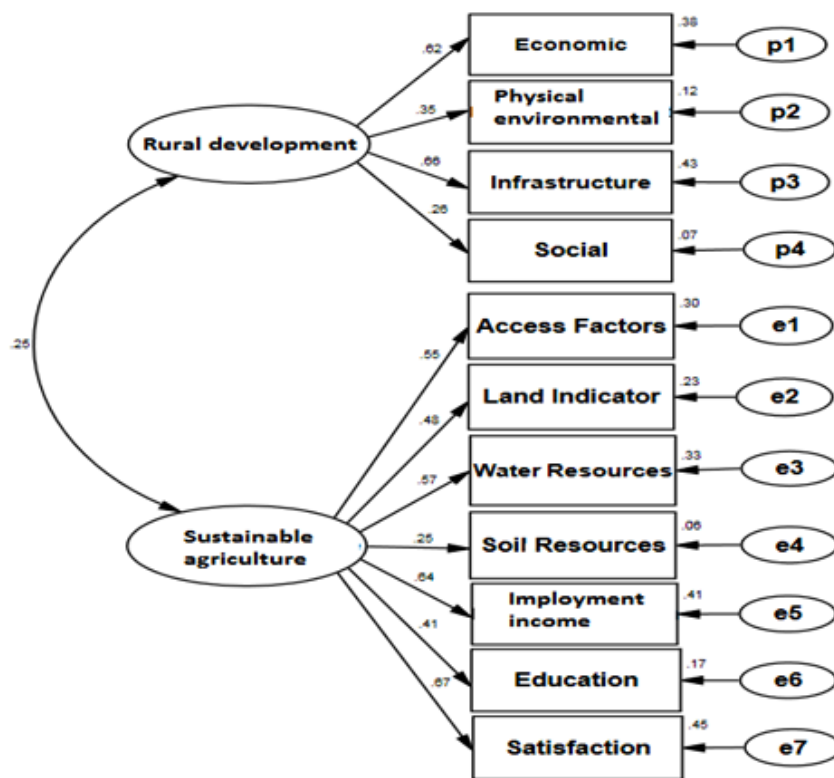 .38
Economic
p1
.62
.12
Physical
environmental
p2
.35
Rural development
.43
.66
Infrastructure
p3
.26
.07
Social
p4
.30
Access Factors
e1
.55
.23
Land Indicator
e2
.48
.25
.33
Water Resources
e3
.57
.06
Sustainable
agriculture
.25
Soil Resources
e4
.64
.41
Imployment
income
e5
.41
.17
Education
e6
.67
.45
Satisfaction
e7